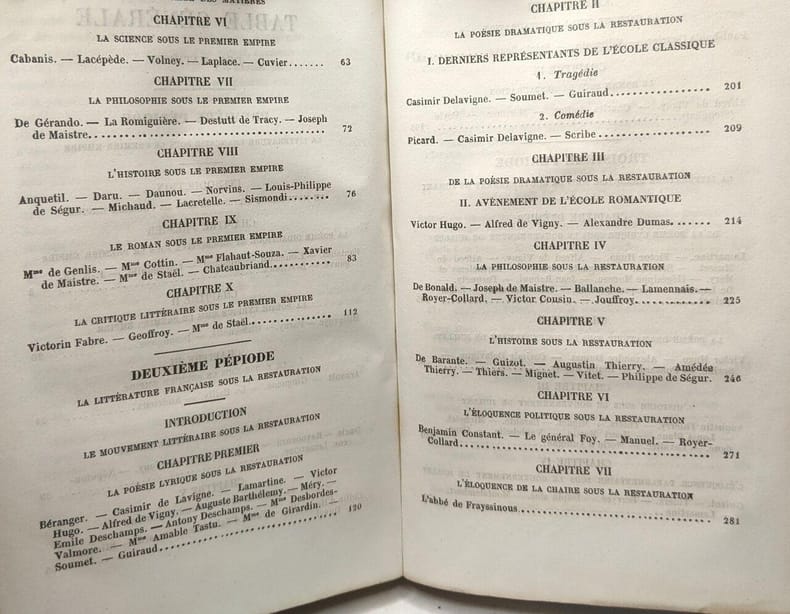 DES MATIÈRES
CHAPITRE VI
LA SCIENCE SOUS LE PREMIER EMPIRE
Cabanis. — Lacépède. — Volney. — Laplace. — Cuvier....... 63
CHAPITRE VII
LA PHILOSOPHIE SOUS LE PREMIER EMPIRE
De Gérando. — La Romiguière. — Destutt de Tracy. — Joseph
de Maistre........................................ 72
CHAPITRE VIII
L'HISTOIRE SOUS LE PREMIER EMPIRE
Anquetil. — Daru. — Daunou. — Norvins. — Louis-Philippe
de Ségur. — Michaud. — Lacretelle. — Sismondi........ 76
CHAPITRE IX
LE ROMAN SOUS LE PREMIER EMPIRE
Mme de Genlis. — Mme Cottin. — Mme Flahaut-Souza. — Xavier
de Maistre. — Mme de Staël. — Chateaubriand........... 83
CHAPITRE X
LA CRITIQUE LITTÉRAIRE SOUS LE PREMIER EMPIRE
Victorin Fabre. — Geoffroy. — Mme de Staël.............. 112
DEUXIÈME PÉPIODE
LA LITTÉRATURE FRANÇAISE SOUS LA RESTAURATION
INTRODUCTION
LE MOUVEMENT LITTÉRAIRE SOUS LA RESTAURATION
CHAPITRE PREMIER
LA POÉSIE LYRIQUE SOUS LA RESTAURATION
Béranger. — Casimir de Lavigne. — Lamartine. — Victor
Hugo. — Alfred de Vigny. — Auguste Barthélemy. — Méry. —
Emile Deschamps. — Antony Deschamps. — Mme Desbordes-
Valmore. — Mme Amable Tastu. — Mme de Girardin. —
Soumet. — Guiraud.............................. 120
CHAPITRE II
LA POÉSIE DRAMATIQUE SOUS LA RESTAURATION
I. DERNIERS REPRÉSENTANTS DE L'ÉCOLE CLASSIQUE
1. Tragédie
Casimir Delavigne. — Soumet. — Guiraud................. 201
2. Comédie
Picard. — Casimir Delavigne. — Scribe................... 209
CHAPITRE III
DE LA POÉSIE DRAMATIQUE SOUS LA RESTAURATION
II. AVÈNEMENT DE L'ÉCOLE ROMANTIQUE
Victor Hugo. — Alfred de Vigny. — Alexandre Dumas....... 214
CHAPITRE IV
LA PHILOSOPHIE SOUS LA RESTAURATION
De Bonald. — Joseph de Maistre. — Ballanche. — Lamennais. —
Royer-Collard. — Victor Cousin. — Jouffroy............. 225
CHAPITRE V
L'HISTOIRE SOUS LA RESTAURATION
De Barante. — Guizot. — Augustin Thierry. — Amédée
Thierry. — Thiers. — Mignet. — Vitet. — Philippe de Ségur. 246
CHAPITRE VI
L'ÉLOQUENCE POLITIQUE SOUS LA RESTAURATION
Benjamin Constant. — Le général Foy. — Manuel. — Royer-
Collard........................................... 271
CHAPITRE VII
L'ÉLOQUENCE DE LA CHAIRE SOUS LA RESTAURATION
L'abbé de Frayssinous.................................. 281